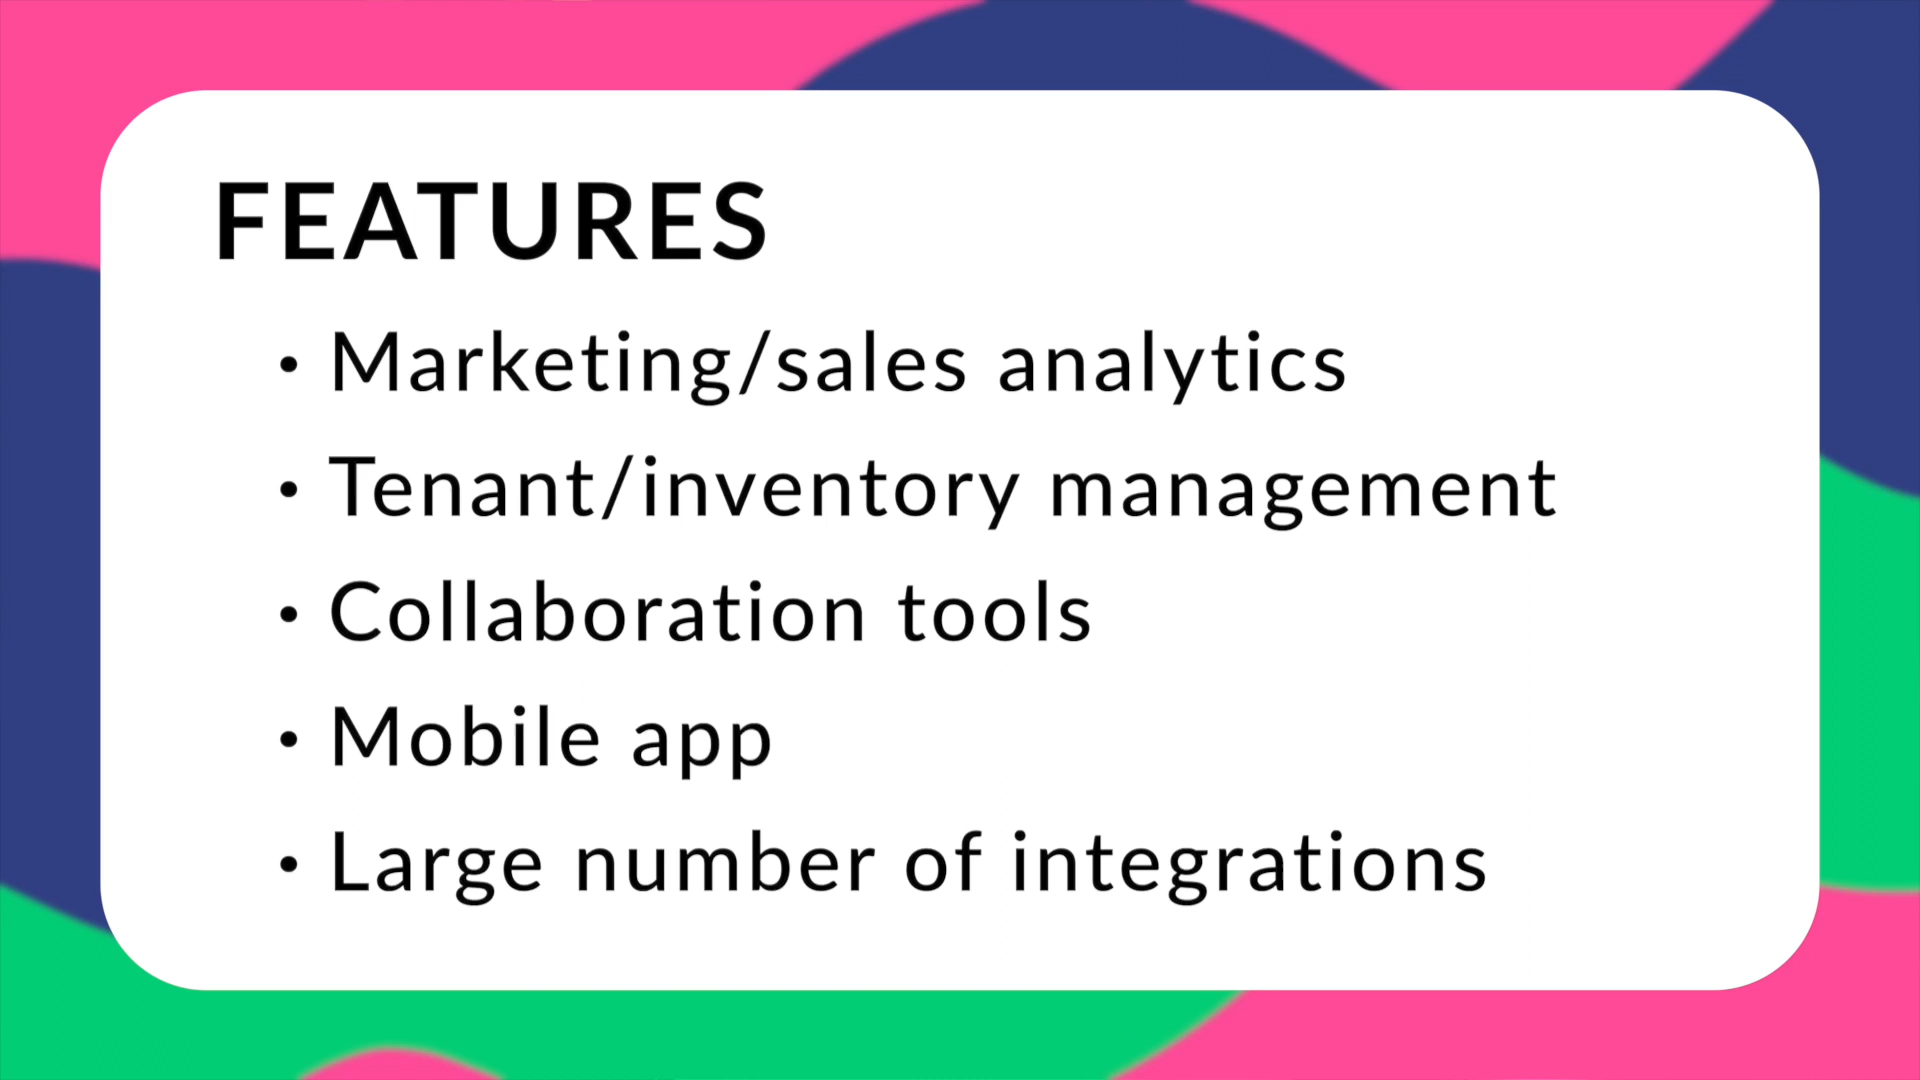 FEATURES
• Marketing/sales analytics
• Tenant/inventory management
• Collaboration tools
• Mobile app
• Large number of integrations